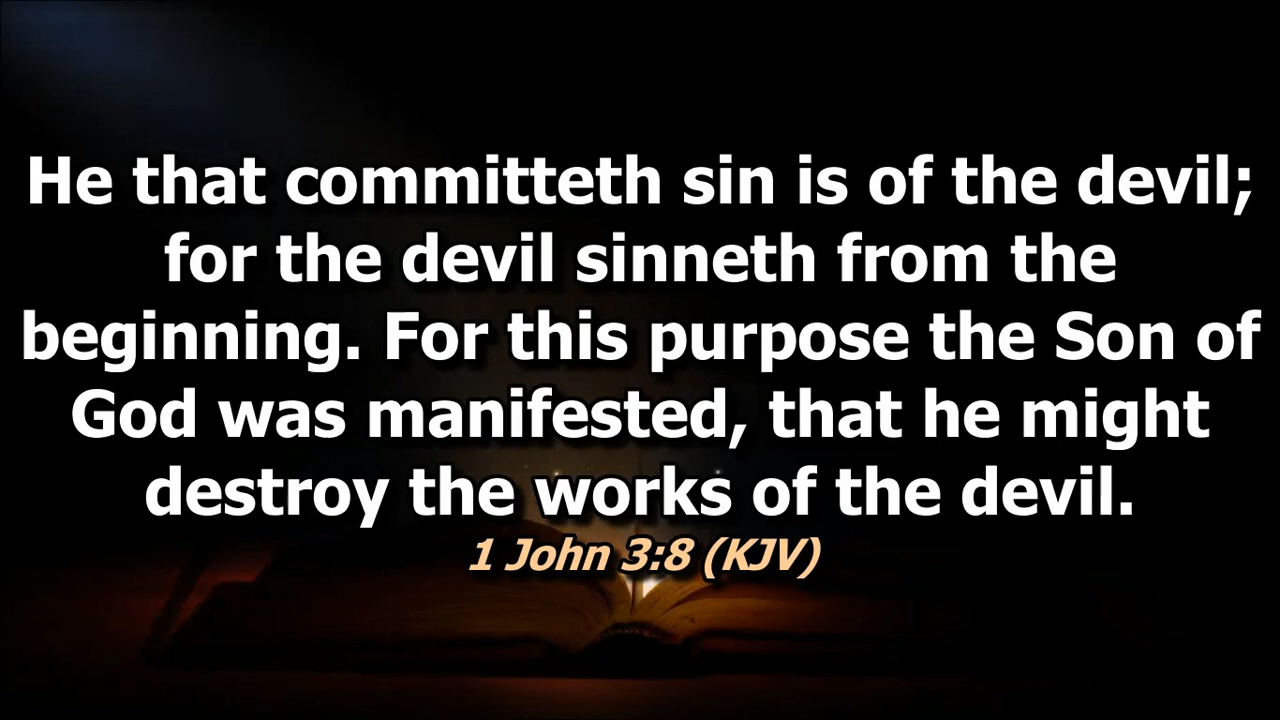 He that committeth sin is of the devil;
for the devil sinneth from the
beginning. For this purpose the Son of
God was manifested, that he might
destroy the works of the devil.
1 John 3:8 (KJV)